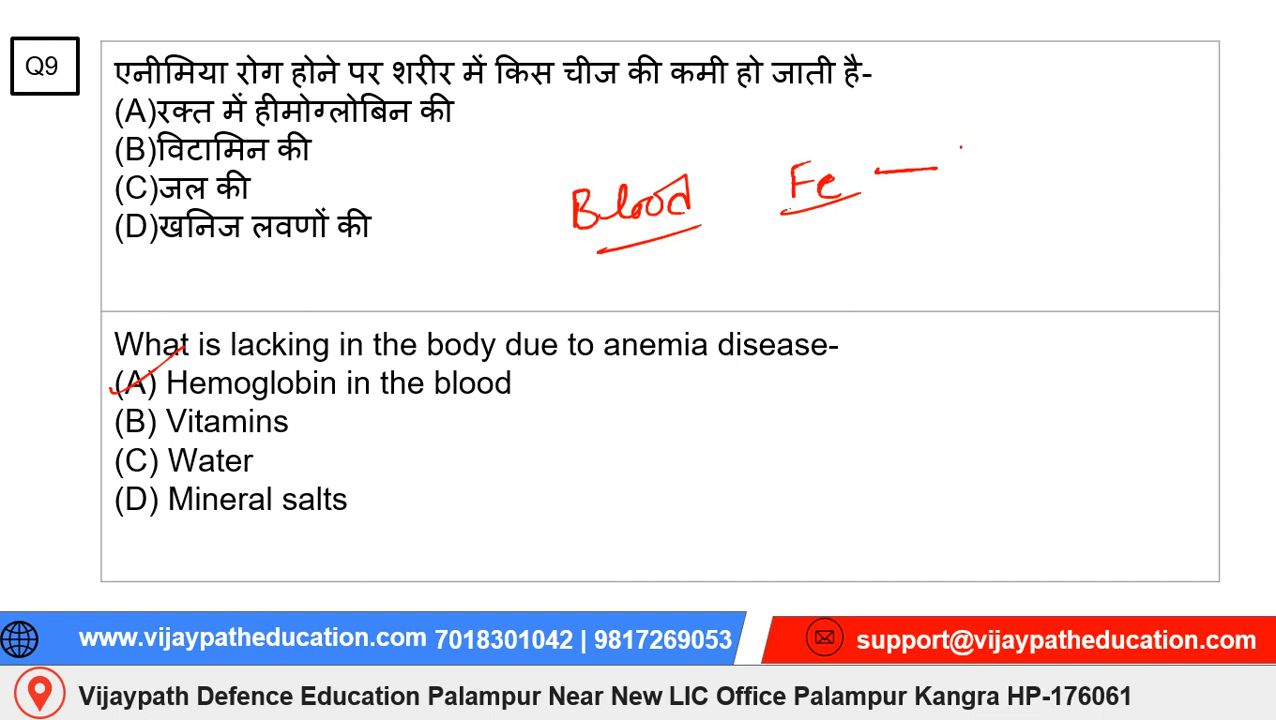 Q9
एनीमिया रोग होने पर शरीर में किस चीज की कमी हो जाती है-
(A)रक्त में हीमोग्लोबिन की
(B)विटामिन की
(C)जल की
(D)खनिज लवणों की
Blood Fe —
What is lacking in the body due to anemia disease-
(A) Hemoglobin in the blood
(B) Vitamins
(C) Water
(D) Mineral salts
www.vijaypatheducation.com 7018301042 | 9817269053
support@vijaypatheducation.com
Vijaypath Defence Education Palampur Near New LIC Office Palampur Kangra HP-176061